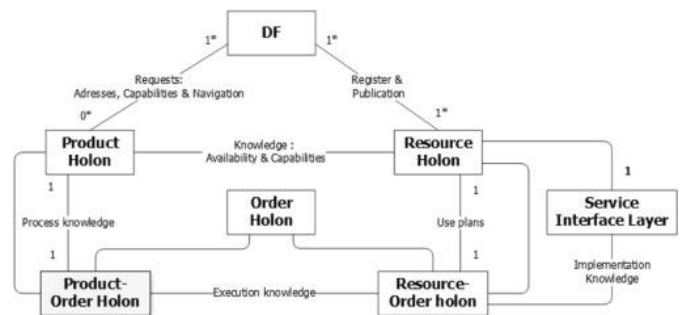 DF
1*
1*
Requests:
Adresses, Capabilities & Navigation
Register &
Publication
0*
1*
Product
Holon
Knowledge :
Availability & Capabilities
Resource
Holon
1
1
1
Process knowledge
Order
Holon
Use plans
Service
Interface Layer
1
1
Product-
Order Holon
Execution knowledge
Resource-
Order holon
Implementation
Knowledge